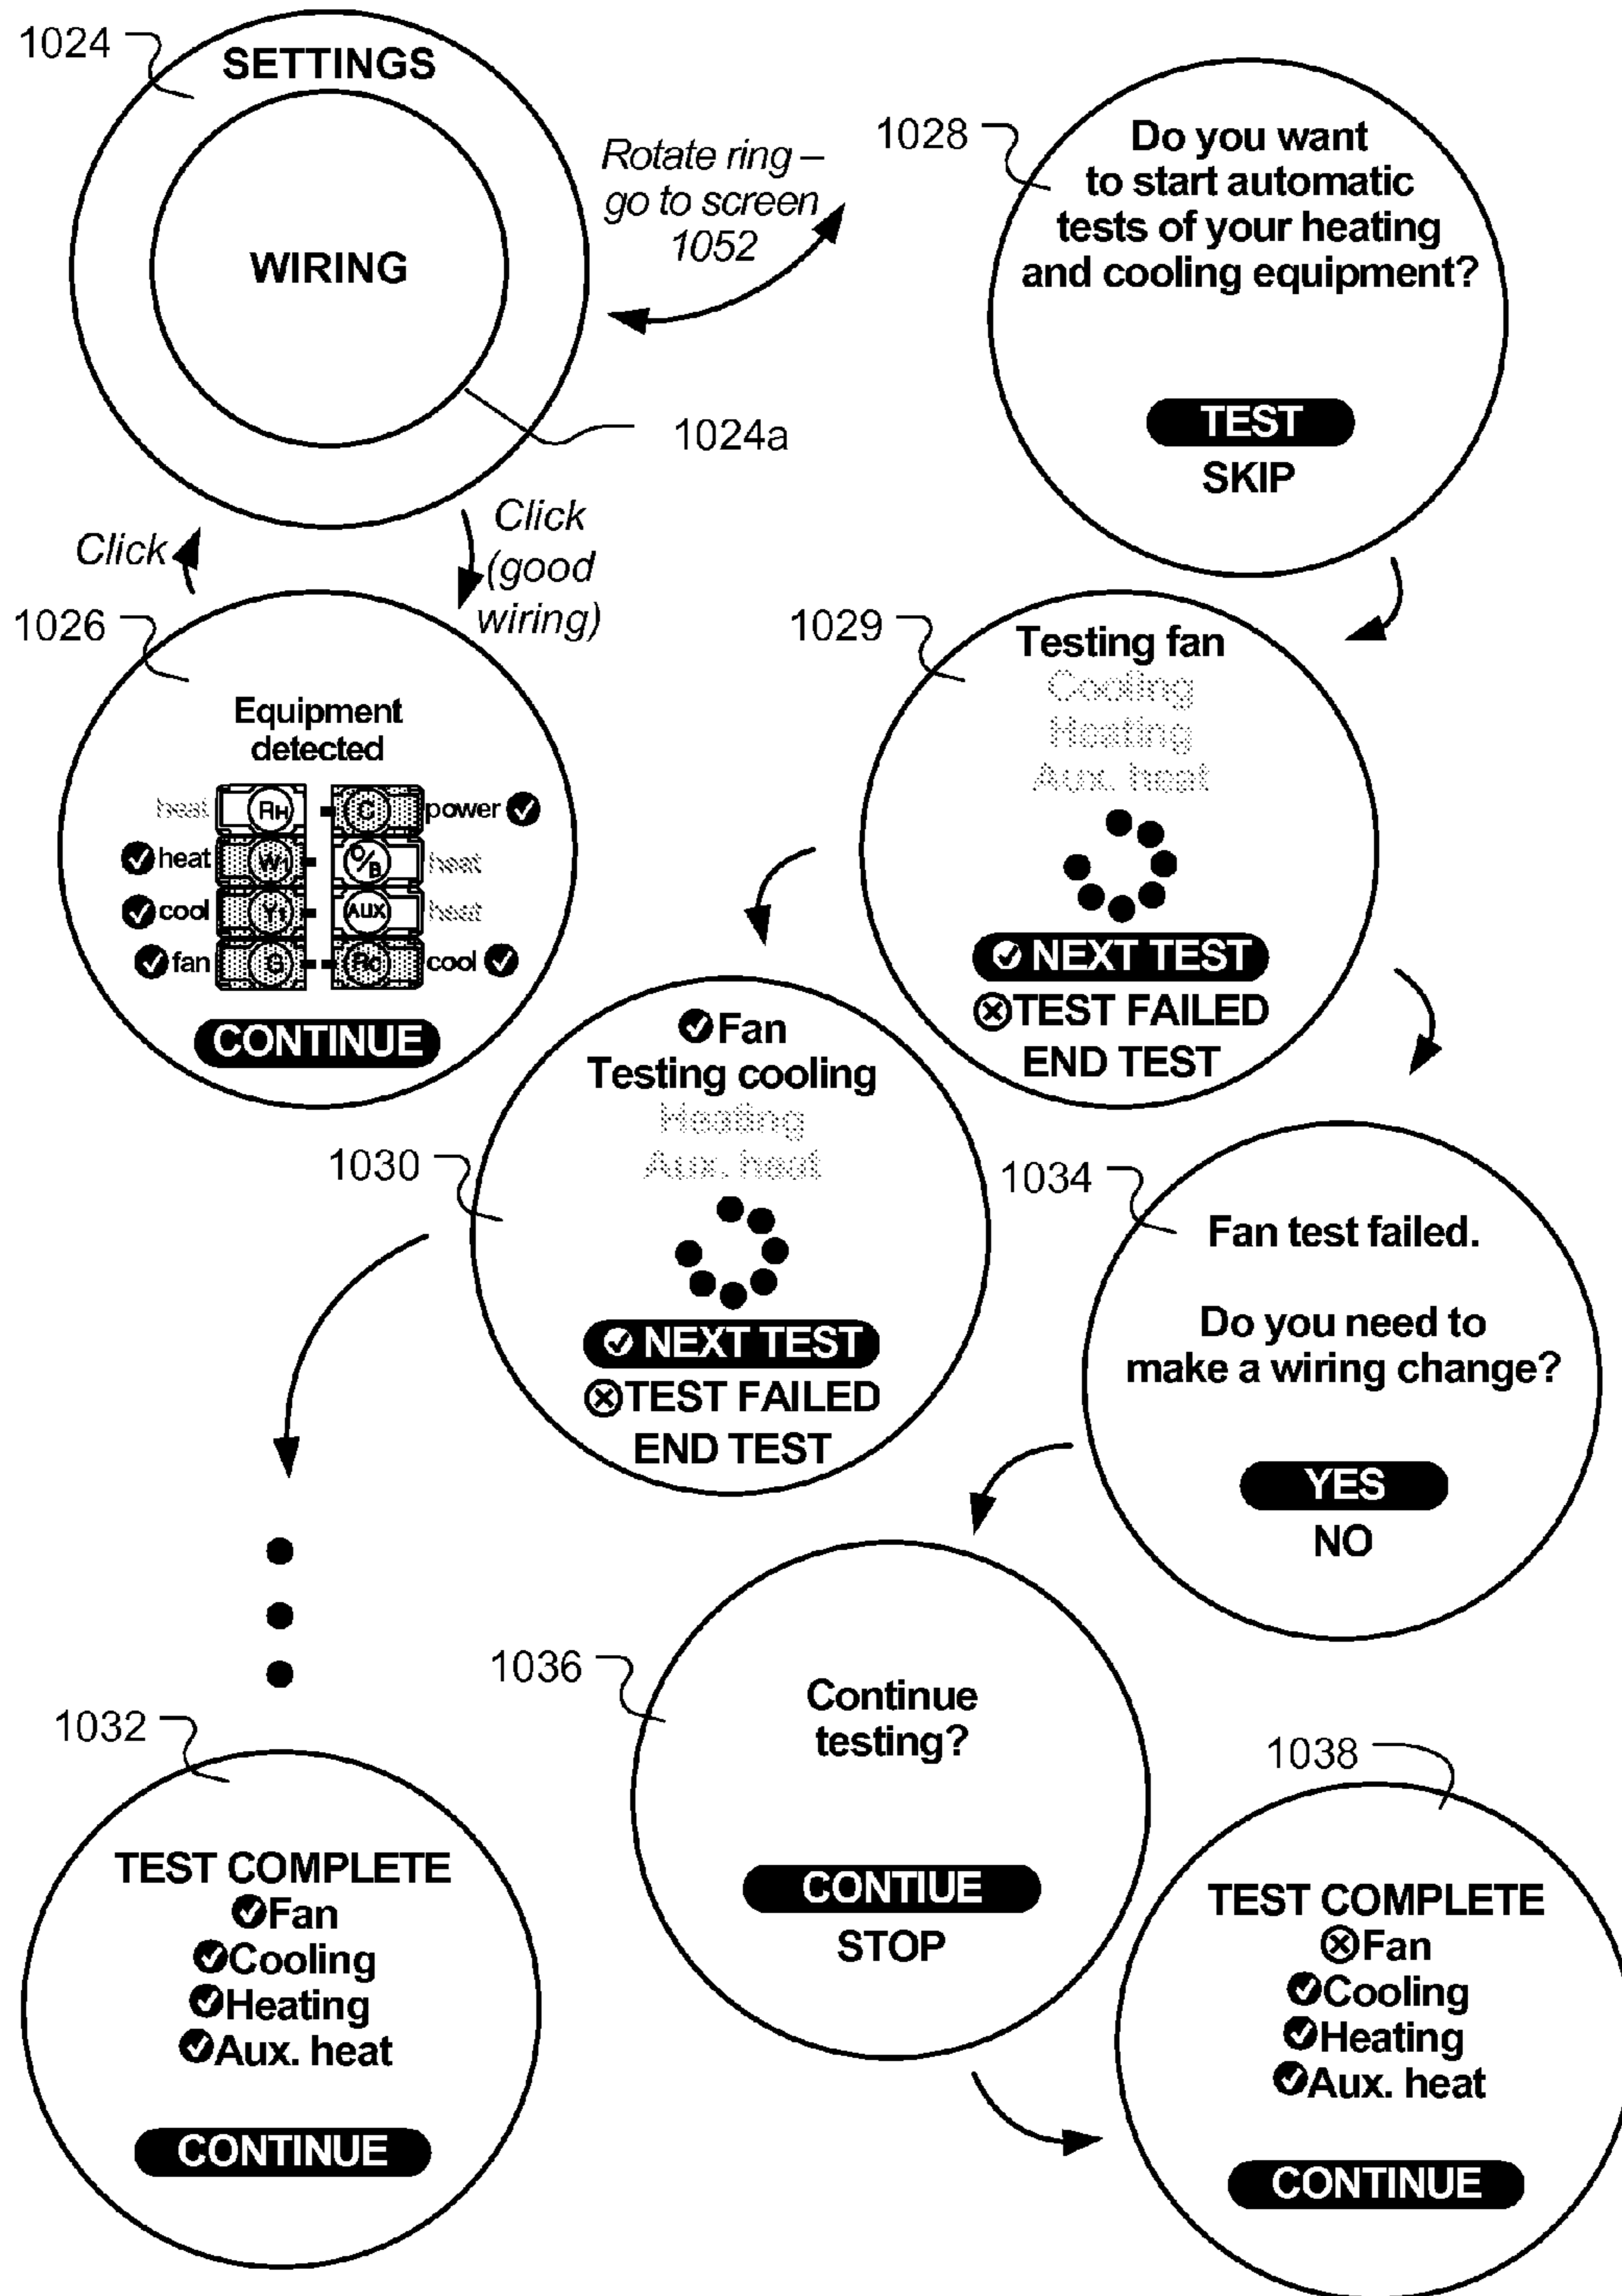 1024
SETTINGS
WIRING
1024a
Rotate ring –
go to screen
1052
1028
Do you want
to start automatic
tests of your heating
and cooling equipment?
TEST
SKIP
Click
Click
(good
wiring)
1026
Equipment
detected
heat RH C power
heat W1 O/B heat
cool Y1 AUX heat
fan G Rc cool
CONTINUE
1029
Testing fan
Cooling
Heating
Aux. heat
NEXT TEST
TEST FAILED
END TEST
1030
Fan
Testing cooling
Heating
Aux. heat
NEXT TEST
TEST FAILED
END TEST
1034
Fan test failed.
Do you need to
make a wiring change?
YES
NO
1036
Continue
testing?
CONTIUE
STOP
1032
TEST COMPLETE
Fan
Cooling
Heating
Aux. heat
CONTINUE
1038
TEST COMPLETE
Fan
Cooling
Heating
Aux. heat
CONTINUE